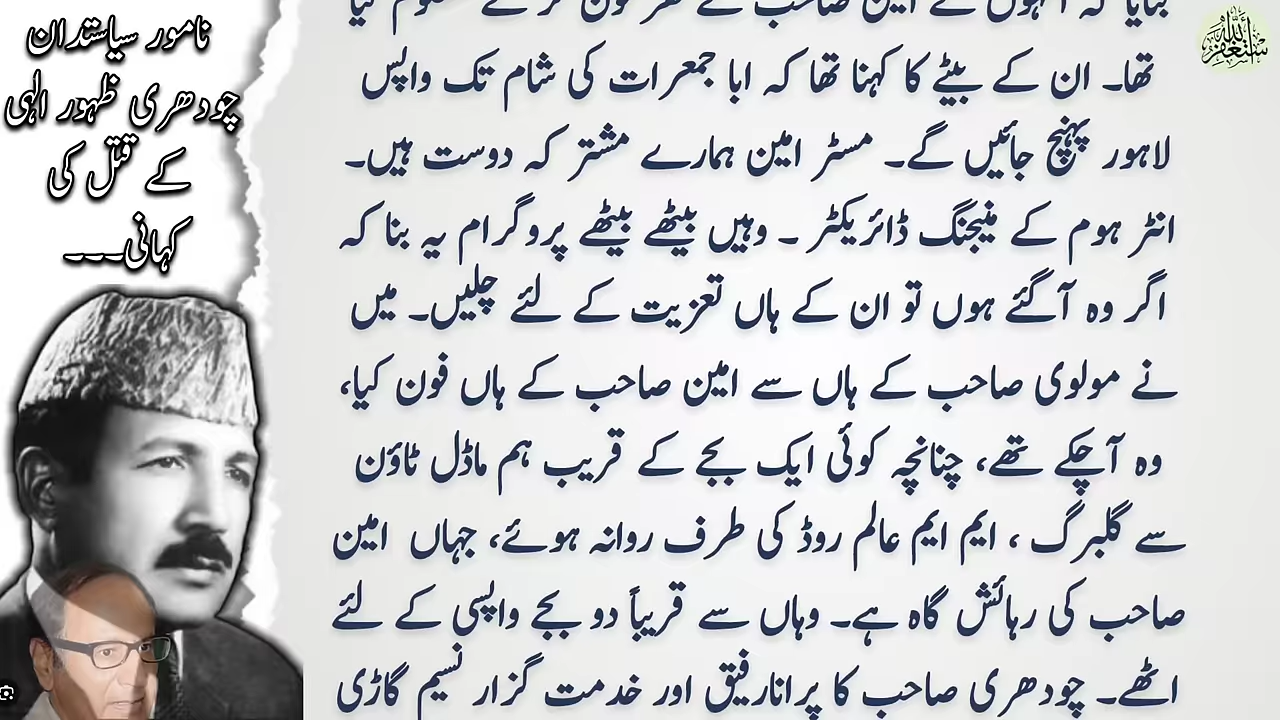 نامور سیاستدان
چودھری ظہور الہی
کے قتل کی
کہانی۔۔۔
تھا۔ ان کے بیٹے کا کہنا تھا کہ ابا جمعرات کی شام تک واپس
لاہور پہنچ جائیں گے۔ مسٹر امین ہمارے مشتر کہ دوست ہیں۔
انٹر ہوم کے منیجنگ ڈائریکٹر ۔ وہیں بیٹھے بیٹھے پروگرام یہ بنا کہ
اگر وہ آگئے ہوں تو ان کے ہاں تعزیت کے لئے چلیں۔ میں
نے مولوی صاحب کے ہاں سے امین صاحب کے ہاں فون کیا،
وہ آچکے تھے، چنانچہ کوئی ایک بجے کے قریب ہم ماڈل ٹاؤن
سے گلبرگ ، ایم ایم عالم روڈ کی طرف روانہ ہوئے، جہاں امین
صاحب کی رہائش گاہ ہے۔ وہاں سے قریباً دو بجے واپسی کے لئے
اٹھے۔ چودھری صاحب کا پرانا رفیق اور خدمت گزار نسیم گاڑی